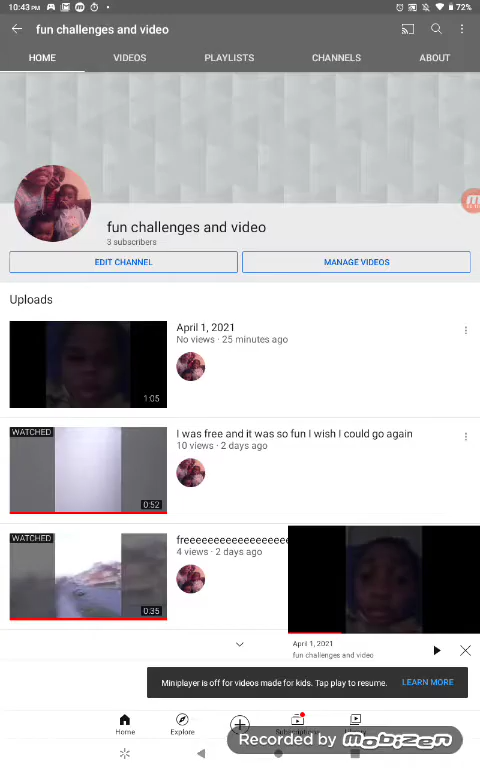 10:43 PM
72%
fun challenges and video
HOME
VIDEOS
PLAYLISTS
CHANNELS
ABOUT
fun challenges and video
3 subscribers
EDIT CHANNEL
MANAGE VIDEOS
Uploads
1:05
April 1, 2021
No views · 25 minutes ago
WATCHED
0:52
I was free and it was so fun I wish I could go again
10 views · 2 days ago
WATCHED
0:35
4 views · 2 days ago
April 1, 2021
fun challenges and video
Miniplayer is off for videos made for kids. Tap play to resume.
LEARN MORE
Home
Explore
Recorded by mobizen